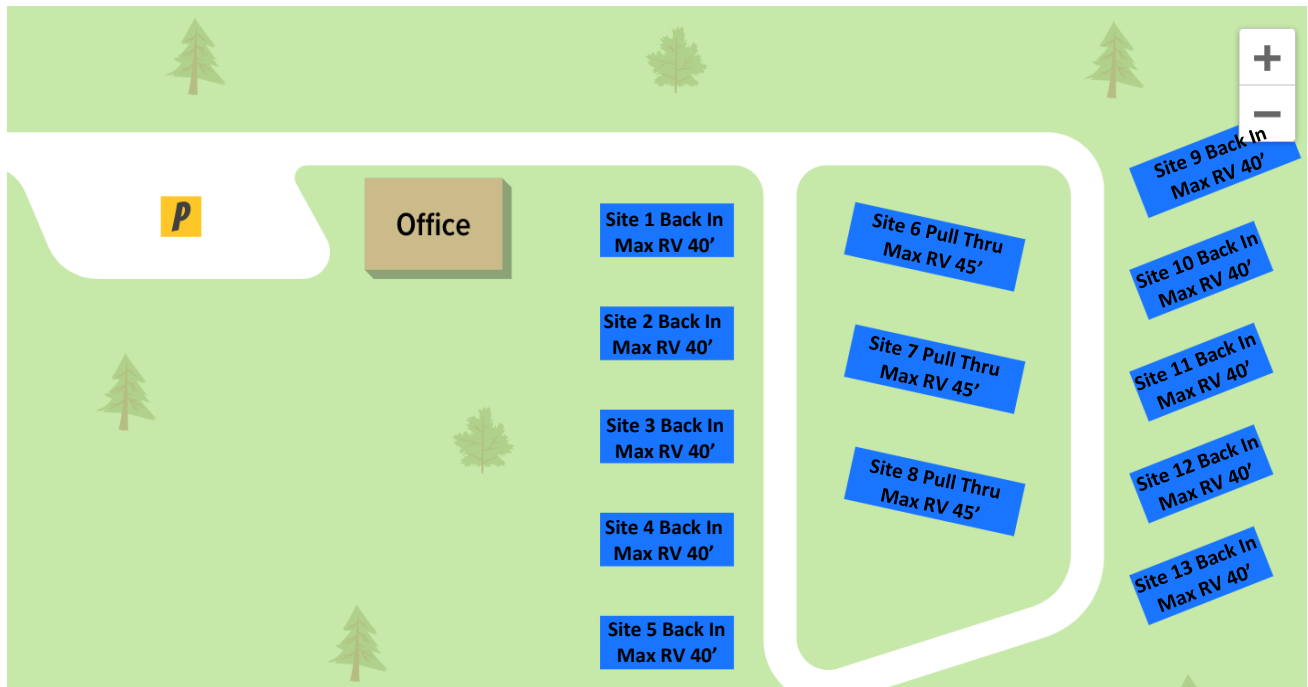 P
Office
Site 1 Back In
Max RV 40’
Site 2 Back In
Max RV 40’
Site 3 Back In
Max RV 40’
Site 4 Back In
Max RV 40’
Site 5 Back In
Max RV 40’
Site 6 Pull Thru
Max RV 45’
Site 7 Pull Thru
Max RV 45’
Site 8 Pull Thru
Max RV 45’
Site 9 Back In
Max RV 40’
Site 10 Back In
Max RV 40’
Site 11 Back In
Max RV 40’
Site 12 Back In
Max RV 40’
Site 13 Back In
Max RV 40’
+
−